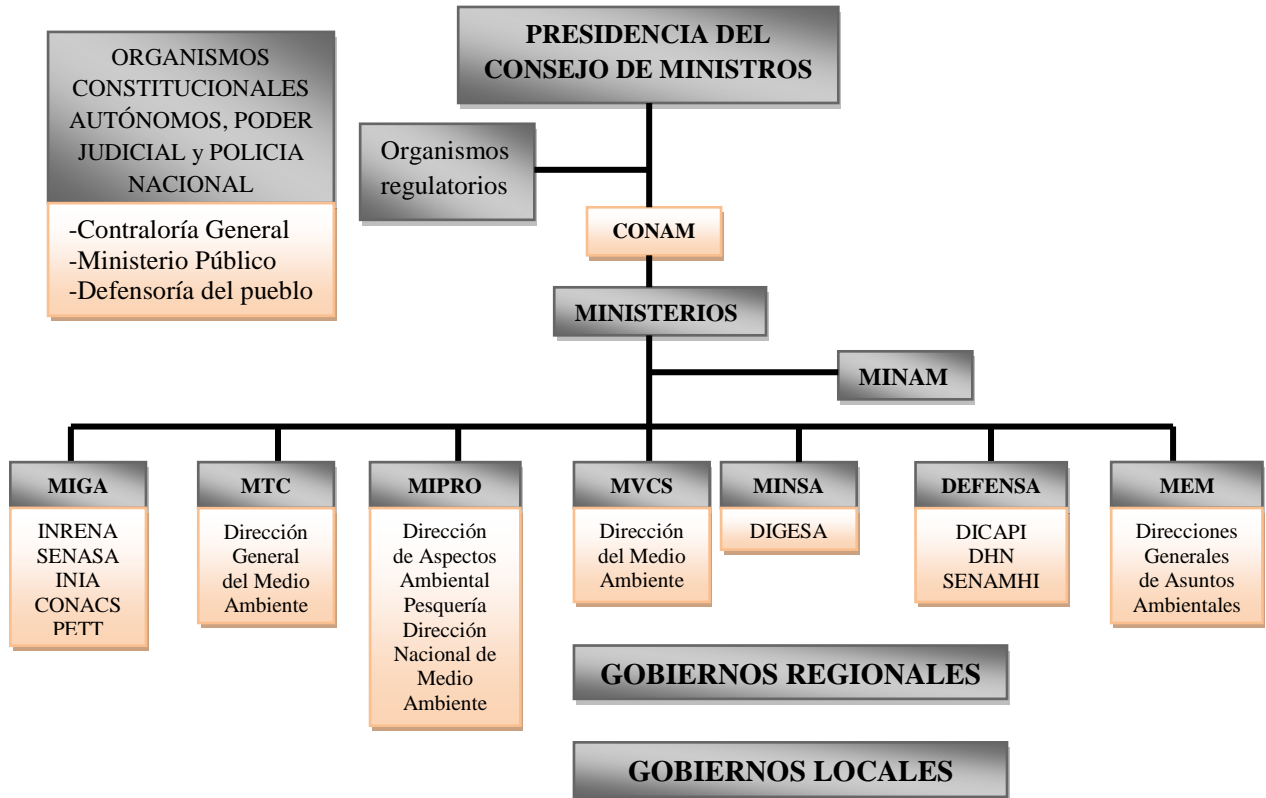 ORGANISMOS
CONSTITUCIONALES
AUTÓNOMOS, PODER
JUDICIAL y POLICIA
NACIONAL
-Contraloría General
-Ministerio Público
-Defensoría del pueblo
PRESIDENCIA DEL
CONSEJO DE MINISTROS
Organismos
regulatorios
CONAM
MINISTERIOS
MINAM
MIGA
INRENA
SENASA
INIA
CONACS
PETT
MTC
Dirección
General
del Medio
Ambiente
MIPRO
Dirección
de Aspectos
Ambiental
Pesquería
Dirección
Nacional de
Medio
Ambiente
MVCS
Dirección
del Medio
Ambiente
MINSA
DIGESA
DEFENSA
DICAPI
DHN
SENAMHI
MEM
Direcciones
Generales
de Asuntos
Ambientales
GOBIERNOS REGIONALES
GOBIERNOS LOCALES